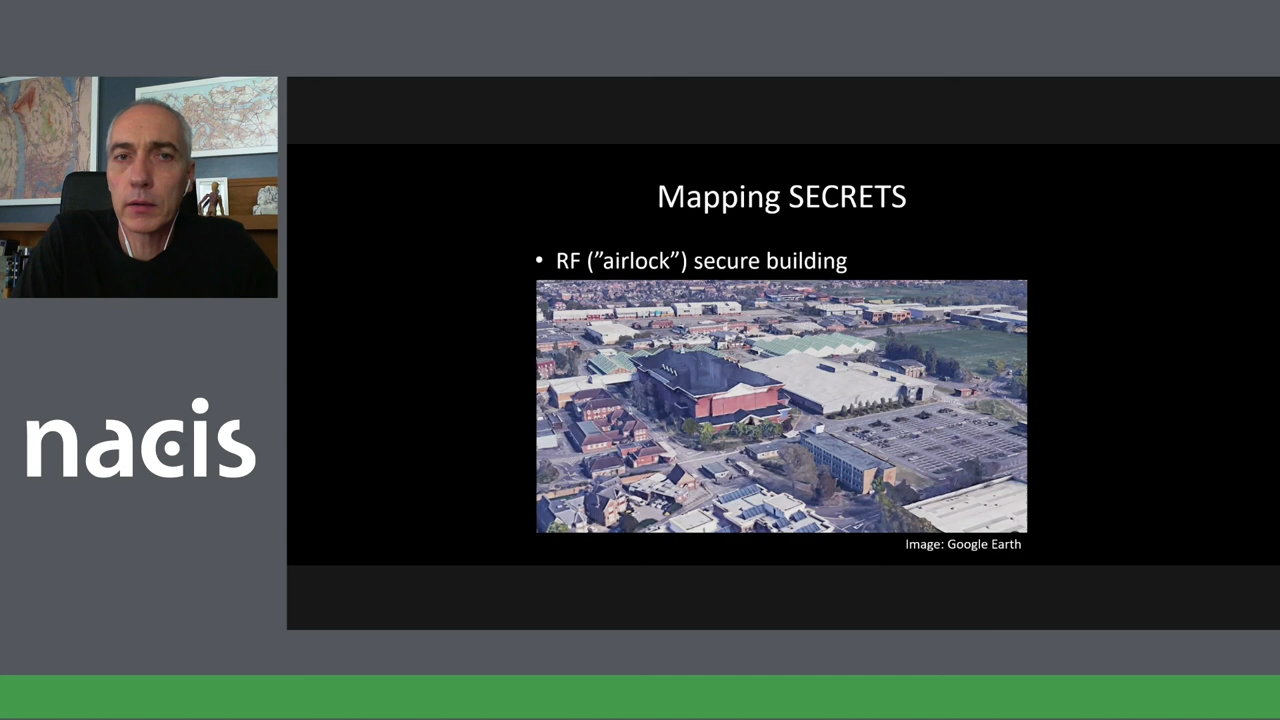 Mapping SECRETS
• RF (”airlock”) secure building
Image: Google Earth
nacis